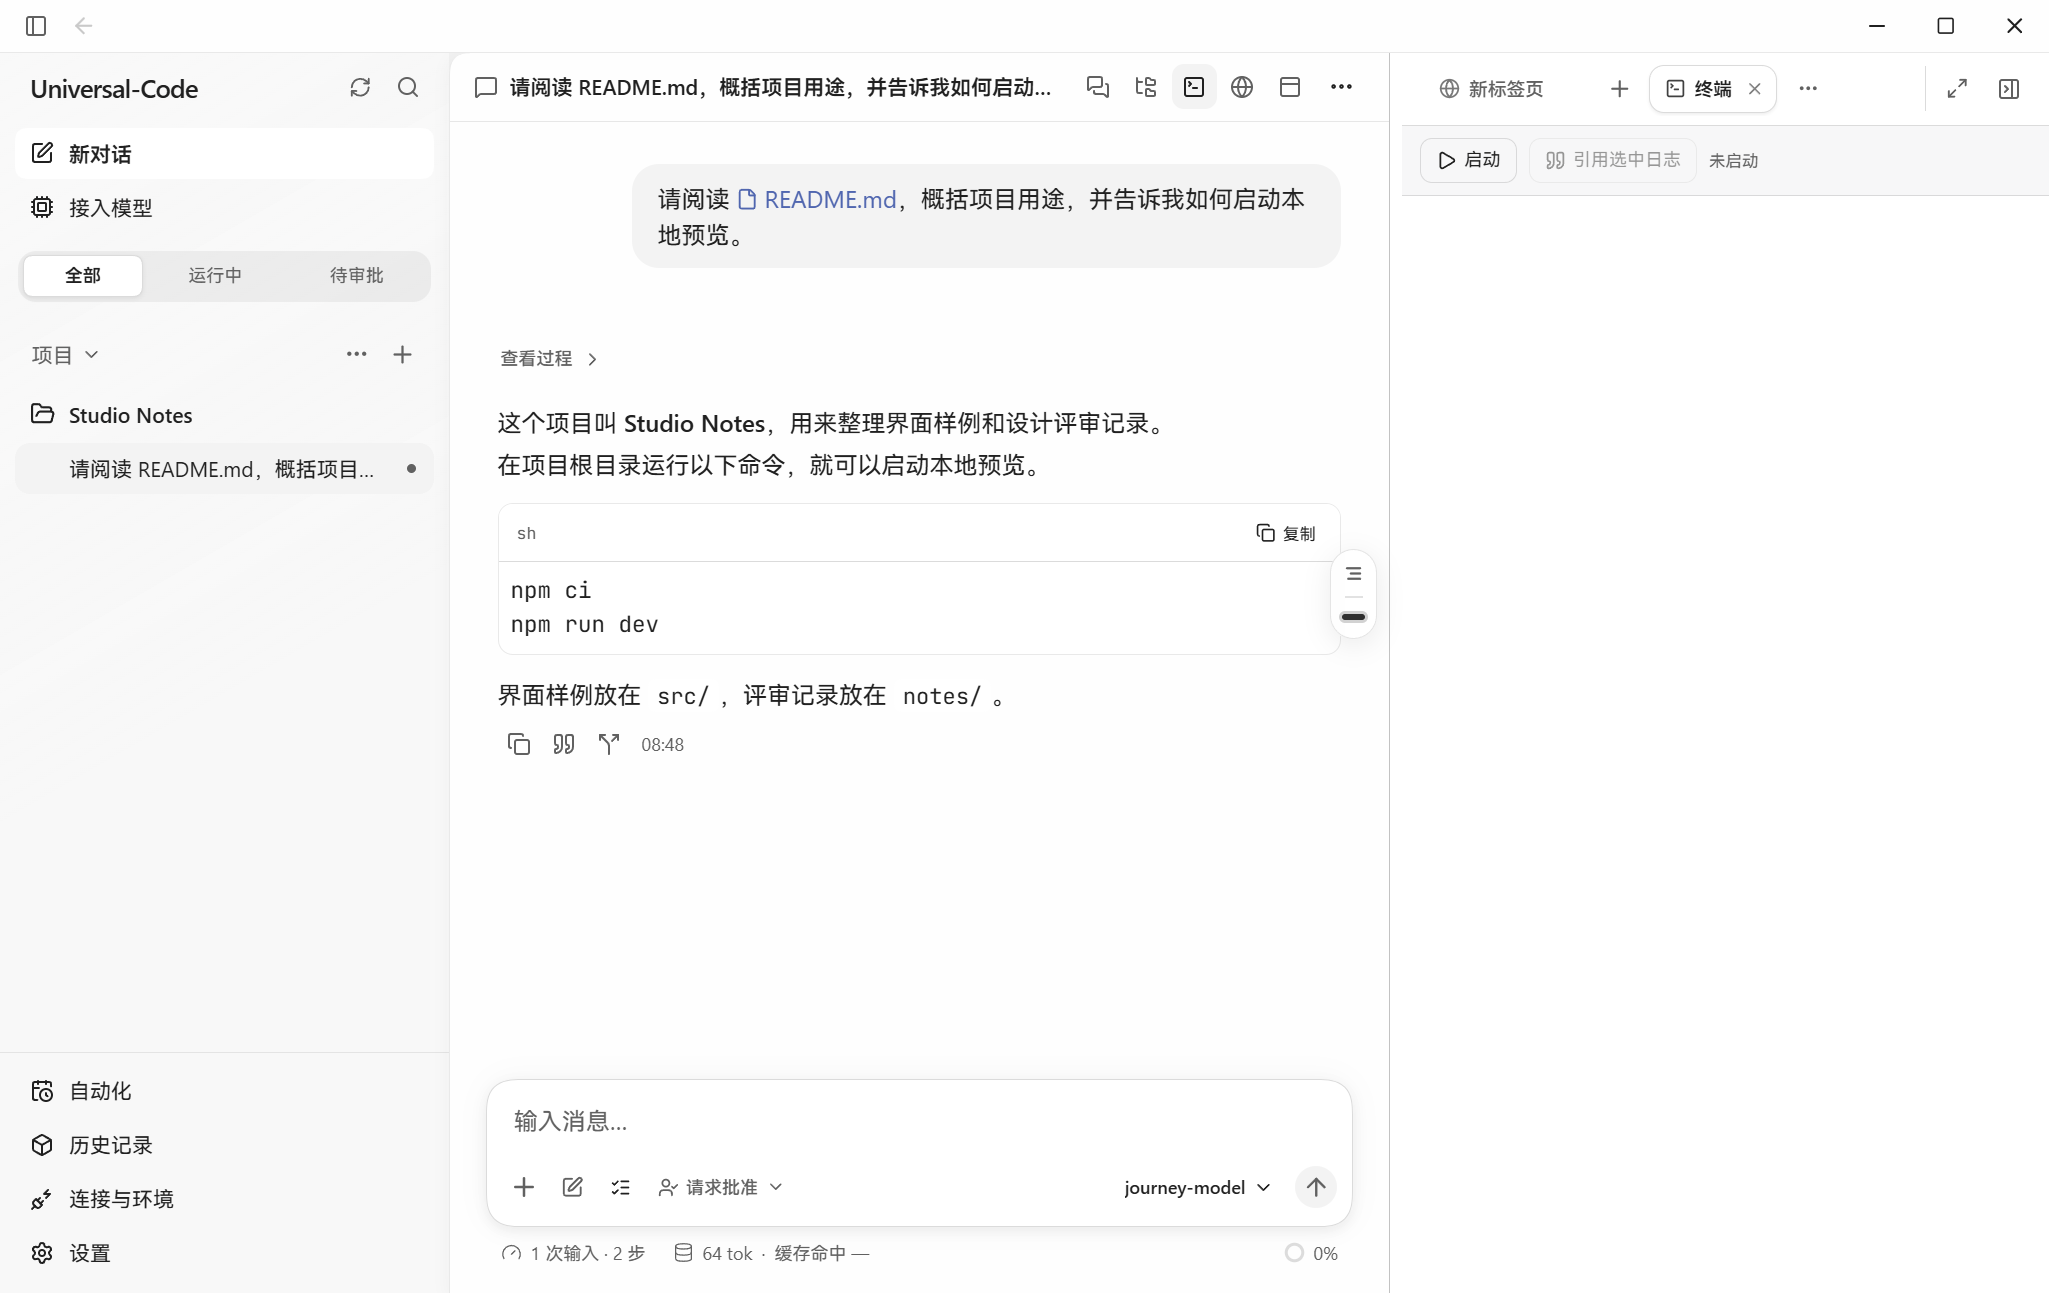 Universal-Code
新对话
接入模型
全部
运行中
待审批
项目
Studio Notes
请阅读 README.md，概括项目...
自动化
历史记录
连接与环境
设置
请阅读 README.md，概括项目用途，并告诉我如何启动...
请阅读 README.md，概括项目用途，并告诉我如何启动本
地预览。
查看过程
这个项目叫 Studio Notes，用来整理界面样例和设计评审记录。
在项目根目录运行以下命令，就可以启动本地预览。
sh
复制
npm ci
npm run dev
界面样例放在 src/ ，评审记录放在 notes/ 。
08:48
输入消息...
请求批准
journey-model
1 次输入 · 2 步
64 tok · 缓存命中 —
0%
新标签页
终端
启动
引用选中日志
未启动